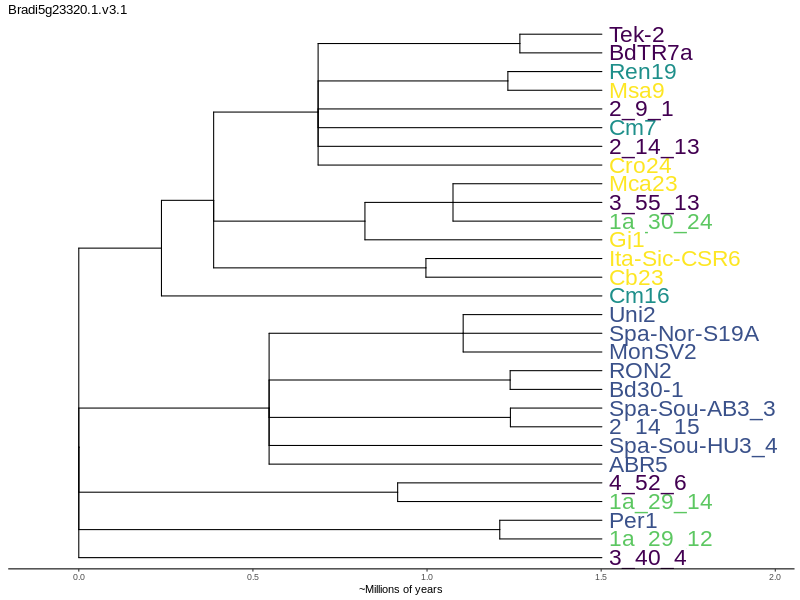 Bradi5g23320.1.v3.1
Tek-2
BdTR7a
Ren19
Msa9
2_9_1
Cm7
2_14_13
Cro24
Mca23
3_55_13
1a_30_24
Gj1
Ita-Sic-CSR6
Cb23
Cm16
Uni2
Spa-Nor-S19A
MonSV2
RON2
Bd30-1
Spa-Sou-AB3_3
2_14_15
Spa-Sou-HU3_4
ABR5
4_52_6
1a_29_14
Per1
1a_29_12
3_40_4
0.0 0.5 1.0 1.5 2.0
~Millions of years